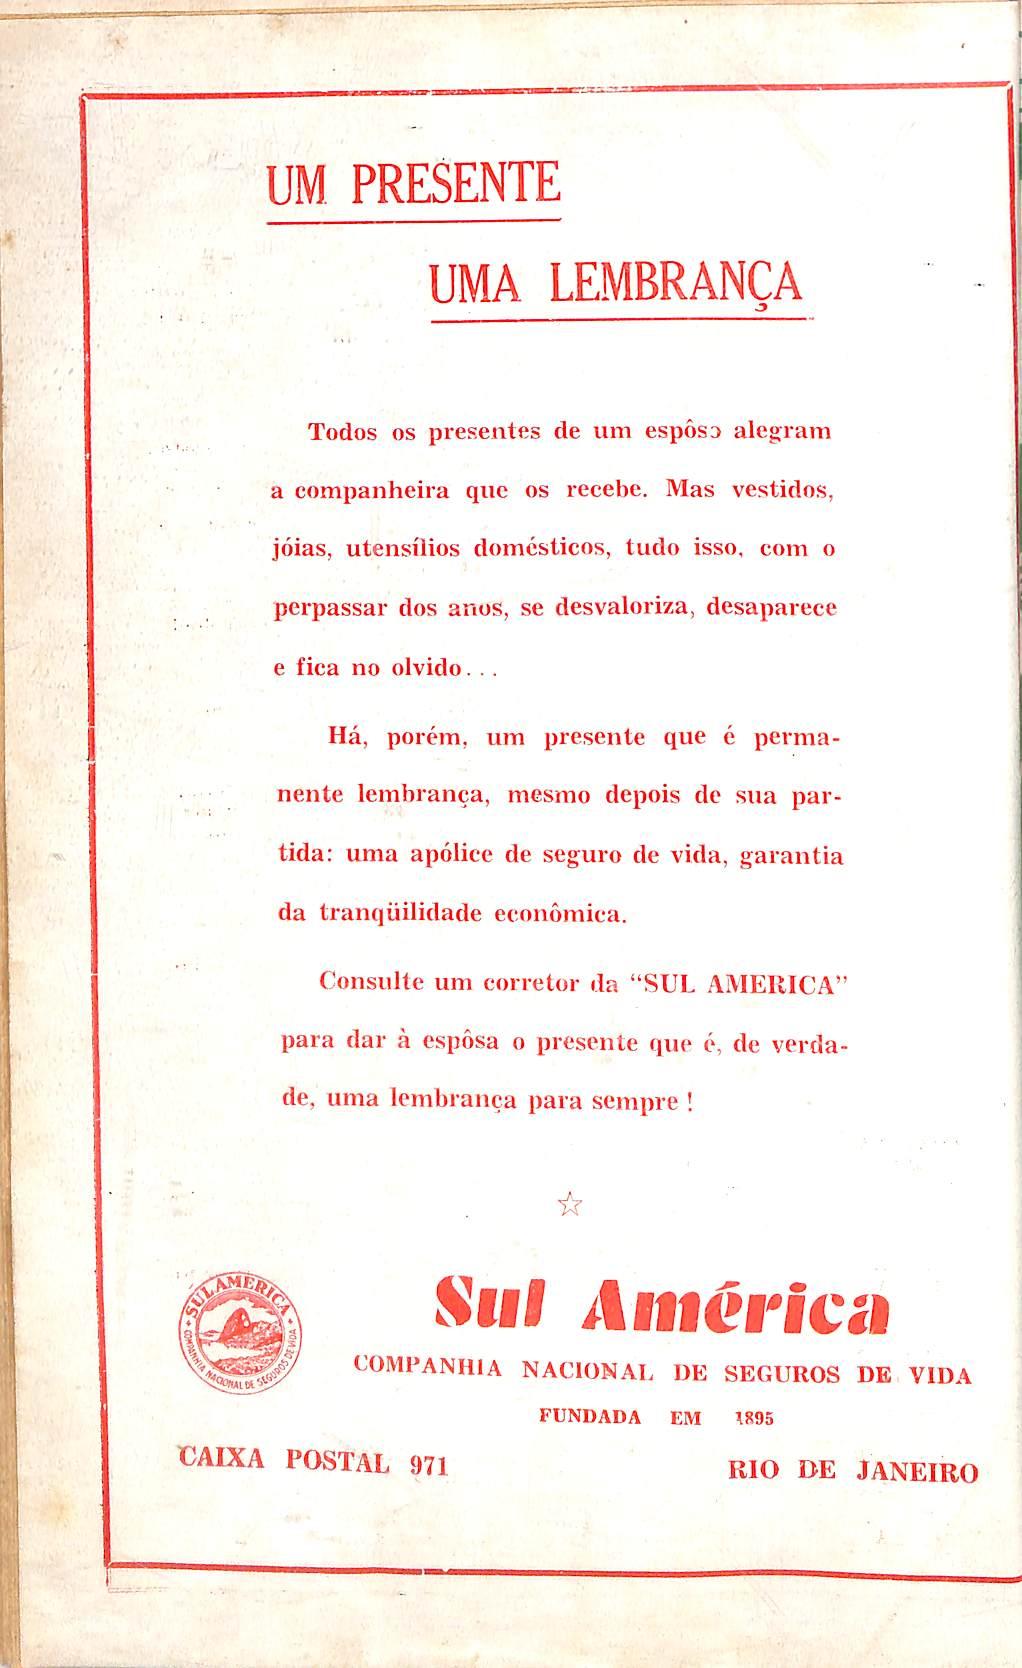 UM PRESENTE
UMA LEMBRANÇA
Todos os presentes de um espôso alegram
a companheira que os recebe. Mas vestidos,
jóias, utensílios domésticos, tudo isso, com o
perpassar dos anos, se desvaloriza, desaparece
e fica no olvido...
Há, porém, um presente que é perma-
nente lembrança, mesmo depois de sua par-
tida: uma apólice de seguro de vida, garantia
da tranqüilidade econômica.
Consulte um corretor da “SUL AMERICA”
para dar à espôsa o presente que é, de verda-
de, uma lembrança para sempre !
SUL AMERICA
COMPANHIA NACIONAL DE SEGUROS DE VIDA
Sul América
COMPANHIA NACIONAL DE SEGUROS DE VIDA
FUNDADA EM 1895
CAIXA POSTAL 971
RIO DE JANEIRO